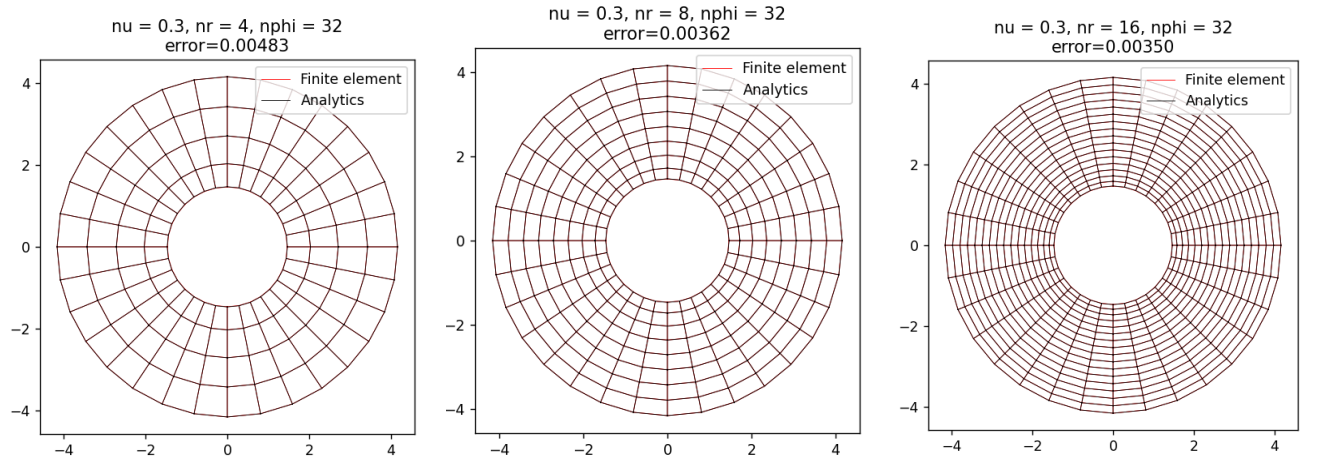 nu = 0.3, nr = 4, nphi = 32
error=0.00483
Finite element
Analytics
4
2
0
−2
−4
−4 −2 0 2 4
nu = 0.3, nr = 8, nphi = 32
error=0.00362
Finite element
Analytics
4
2
0
−2
−4
−4 −2 0 2 4
nu = 0.3, nr = 16, nphi = 32
error=0.00350
Finite element
Analytics
4
2
0
−2
−4
−4 −2 0 2 4